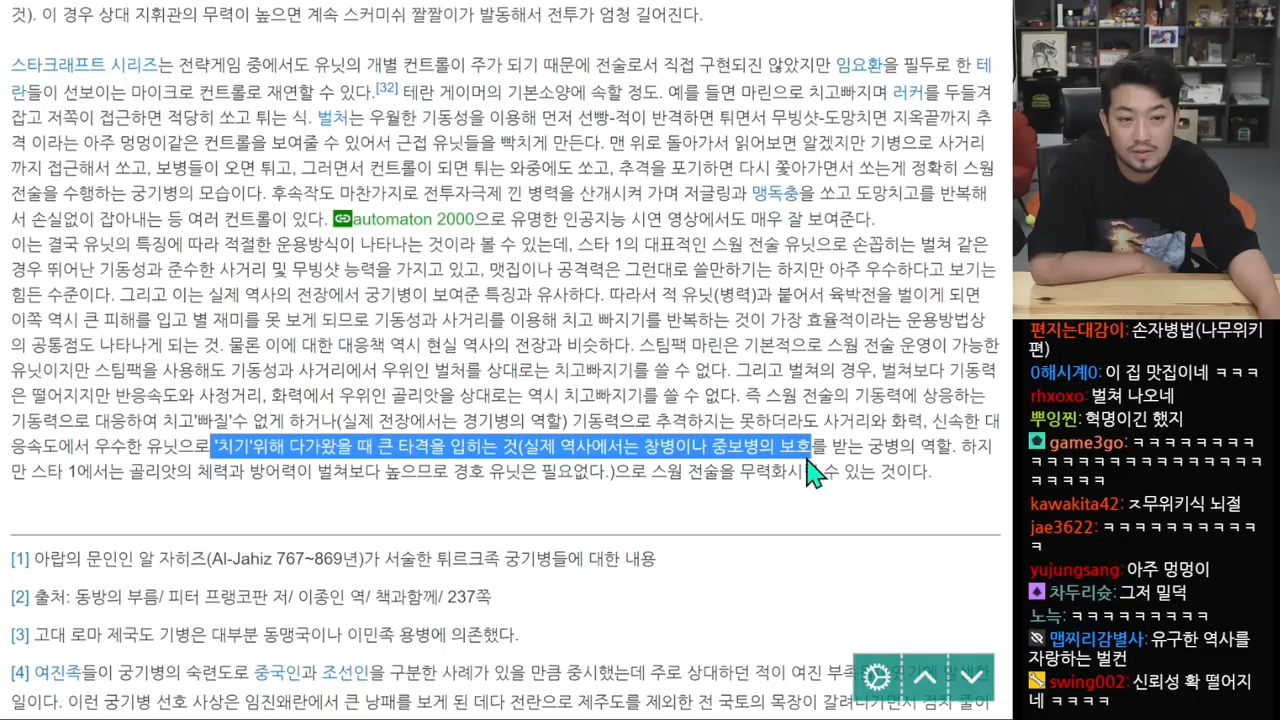 것). 이 경우 상대 지휘관의 무력이 높으면 계속 스커미쉬 짤짤이가 발동해서 전투가 엄청 길어진다.
스타크래프트 시리즈는 전략게임 중에서도 유닛의 개별 컨트롤이 주가 되기 때문에 전술로서 직접 구현되진 않았지만 임요환을 필두로 한 테
란들이 선보이는 마이크로 컨트롤로 재연할 수 있다.[32] 테란 게이머의 기본소양에 속할 정도. 예를 들면 마린으로 치고빠지며 러커를 두들겨
잡고 저쪽이 접근하면 적당히 쏘고 튀는 식. 벌처는 우월한 기동성을 이용해 먼저 선빵-적이 반격하면 튀면서 무빙샷-도망치면 지옥끝까지 추
격 이라는 아주 멍멍이같은 컨트롤을 보여줄 수 있어서 근접 유닛들을 빡치게 만든다. 맨 위로 돌아가서 읽어보면 알겠지만 기병으로 사거리
까지 접근해서 쏘고, 보병들이 오면 튀고, 그러면서 컨트롤이 되면 튀는 와중에도 쏘고, 추격을 포기하면 다시 쫓아가면서 쏘는게 정확히 스웜
전술을 수행하는 궁기병의 모습이다. 후속작도 마찬가지로 전투자극제 낀 병력을 산개시켜 가며 저글링과 맹독충을 쏘고 도망치고를 반복해
서 손실없이 잡아내는 등 여러 컨트롤이 있다. automaton 2000으로 유명한 인공지능 시연 영상에서도 매우 잘 보여준다.
이는 결국 유닛의 특징에 따라 적절한 운용방식이 나타나는 것이라 볼 수 있는데, 스타 1의 대표적인 스웜 전술 유닛으로 손꼽히는 벌쳐 같은
경우 뛰어난 기동성과 준수한 사거리 및 무빙샷 능력을 가지고 있고, 맷집이나 공격력은 그런대로 쓸만하기는 하지만 아주 우수하다고 보기는
힘든 수준이다. 그리고 이는 실제 역사의 전장에서 궁기병이 보여준 특징과 유사하다. 따라서 적 유닛(병력)과 붙어서 육박전을 벌이게 되면
이쪽 역시 큰 피해를 입고 별 재미를 못 보게 되므로 기동성과 사거리를 이용해 치고 빠지기를 반복하는 것이 가장 효율적이라는 운용방법상
의 공통점도 나타나게 되는 것. 물론 이에 대한 대응책 역시 현실 역사의 전장과 비슷하다. 스팀팩 마린은 기본적으로 스웜 전술 운영이 가능한
유닛이지만 스팀팩을 사용해도 기동성과 사거리에서 우위인 벌처를 상대로는 치고빠지기를 쓸 수 없다. 그리고 벌쳐의 경우, 벌쳐보다 기동력
은 떨어지지만 반응속도와 사정거리, 화력에서 우위인 골리앗을 상대로는 역시 치고빠지기를 쓸 수 없다. 즉 스웜 전술의 기동력에 상응하는
기동력으로 대응하여 치고'빠질'수 없게 하거나(실제 전장에서는 경기병의 역할) 기동력으로 추격하지는 못하더라도 사거리와 화력, 신속한 대
응속도에서 우수한 유닛으로 '치기'위해 다가왔을 때 큰 타격을 입히는 것(실제 역사에서는 창병이나 중보병의 보호를 받는 궁병의 역할. 하지
만 스타 1에서는 골리앗의 체력과 방어력이 벌쳐보다 높으므로 경호 유닛은 필요없다.)으로 스웜 전술을 무력화시 수 있는 것이다.
[1] 아랍의 문인인 알 자히즈(Al-Jahiz 767~869년)가 서술한 튀르크족 궁기병들에 대한 내용
[2] 출처: 동방의 부름/ 피터 프랭코판 저/ 이종인 역/책과함께/ 237쪽
[3] 고대 로마 제국도 기병은 대부분 동맹국이나 이민족 용병에 의존했다.
[4] 여진족들이 궁기병의 숙련도로 중국인과 조선인을 구분한 사례가 있을 만큼 중시했는데 주로 상대하던 적이 여진 부족
일이다. 이런 궁기병 선호 사상은 임진왜란에서 큰 참패를 보게 된 데다 전란으로 제주도를 제외한 전 국토의 목장이
편지는대감이: 손자병법(나무위키
편)
0해시계0: 이 집 맛집이네 ㅋㅋㅋ
rhxoxo: 벌쳐 나오네
뿌잉찐: 혁명이긴 했지
game3go: ㅋㅋㅋㅋㅋㅋㅋㅋ
ㅋㅋㅋㅋㅋㅋㅋㅋㅋㅋㅋㅋㅋㅋㅋ
ㅋㅋㅋㅋㅋ
kawakita42: ㅈ무위키식 뇌절
jae3622: ㅋㅋㅋㅋㅋㅋㅋㅋㅋㅋ
ㅋ
yujungsang: 아주 멍멍이
차두리슛: 그저 밀덕
노늑: ㅋㅋㅋㅋㅋㅋㅋㅋㅋ
맵찌리감별사: 유구한 역사를
자랑하는 벌컨
swing002: 신뢰성 확 떨어지
네 ㅋㅋㅋㅋ